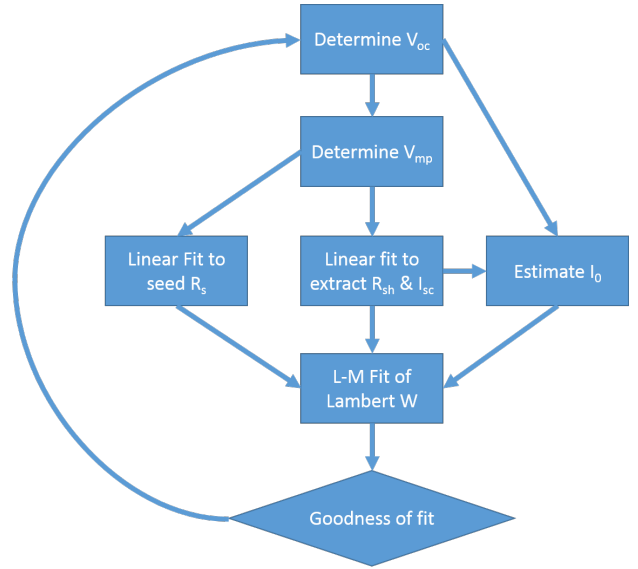 Determine Voc
Determine Vmp
Linear Fit to
seed Rs
Linear fit to
extract Rsh & Isc
Estimate I0
L-M Fit of
Lambert W
Goodness of fit